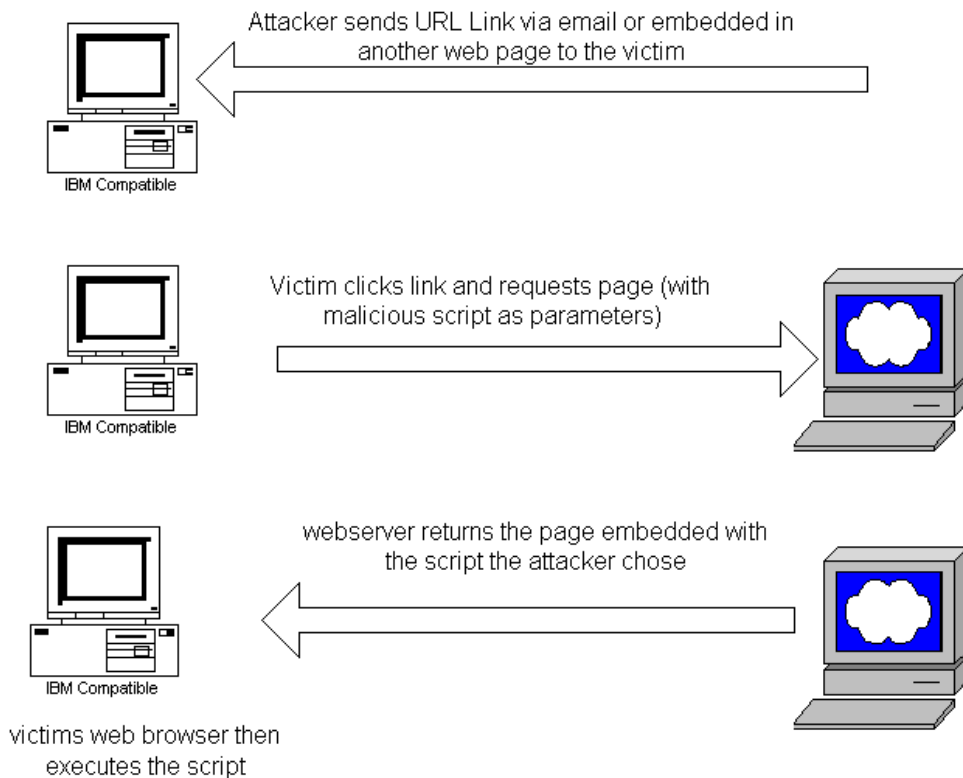 Attacker sends URL Link via email or embedded in
another web page to the victim
IBM Compatible
Victim clicks link and requests page (with
malicious script as parameters)
IBM Compatible
webserver returns the page embedded with
the script the attacker chose
IBM Compatible
victims web browser then
executes the script